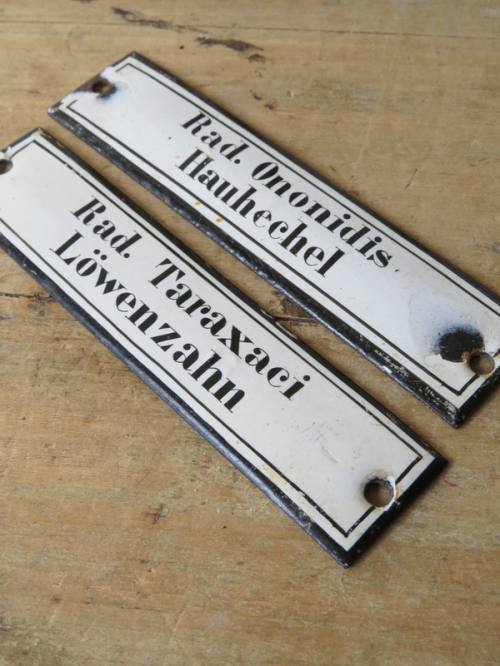 Rad. Ononidis
Hauhechel
Rad. Taraxaci
Löwenzahn